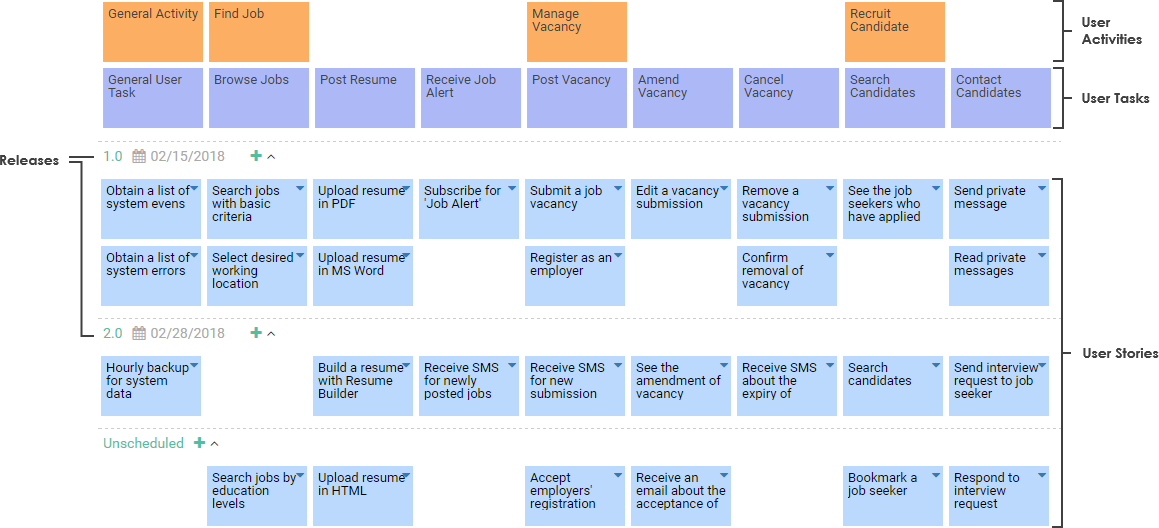 General Activity
Find Job
Manage
Vacancy
Recruit
Candidate
User
Activities
General User
Task
Browse Jobs
Post Resume
Receive Job
Alert
Post Vacancy
Amend
Vacancy
Cancel
Vacancy
Search
Candidates
Contact
Candidates
User Tasks
Releases
1.0 02/15/2018
Obtain a list of
system evens
Search jobs
with basic
criteria
Upload resume
in PDF
Subscribe for
'Job Alert'
Submit a job
vacancy
Edit a vacancy
submission
Remove a
vacancy
submission
See the job
seekers who
have applied
Send private
message
Obtain a list of
system errors
Select desired
working
location
Upload resume
in MS Word
Register as an
employer
Confirm
removal of
vacancy
Read private
messages
2.0 02/28/2018
User Stories
Hourly backup
for system
data
Build a resume
with Resume
Builder
Receive SMS
for newly
posted jobs
Receive SMS
for new
submission
See the
amendment of
vacancy
Receive SMS
about the
expiry of
Search
candidates
Send interview
request to job
seeker
Unscheduled
Search jobs by
education
levels
Upload resume
in HTML
Accept
employers'
registration
Receive an
email about the
acceptance of
Bookmark a
job seeker
Respond to
interview
request